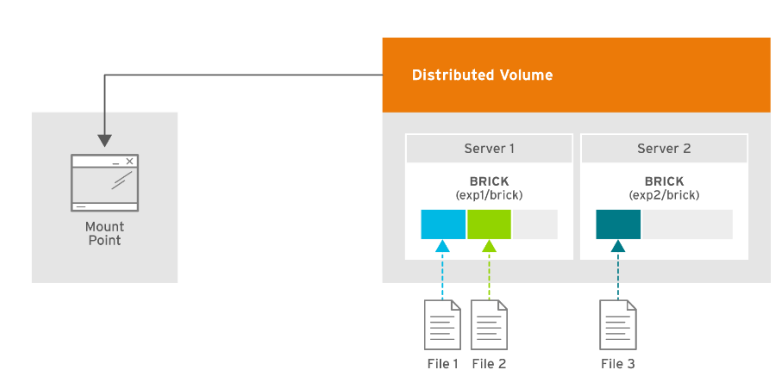 Distributed Volume
Server 1
Server 2
BRICK
(exp1/brick)
BRICK
(exp2/brick)
Mount
Point
File 1
File 2
File 3